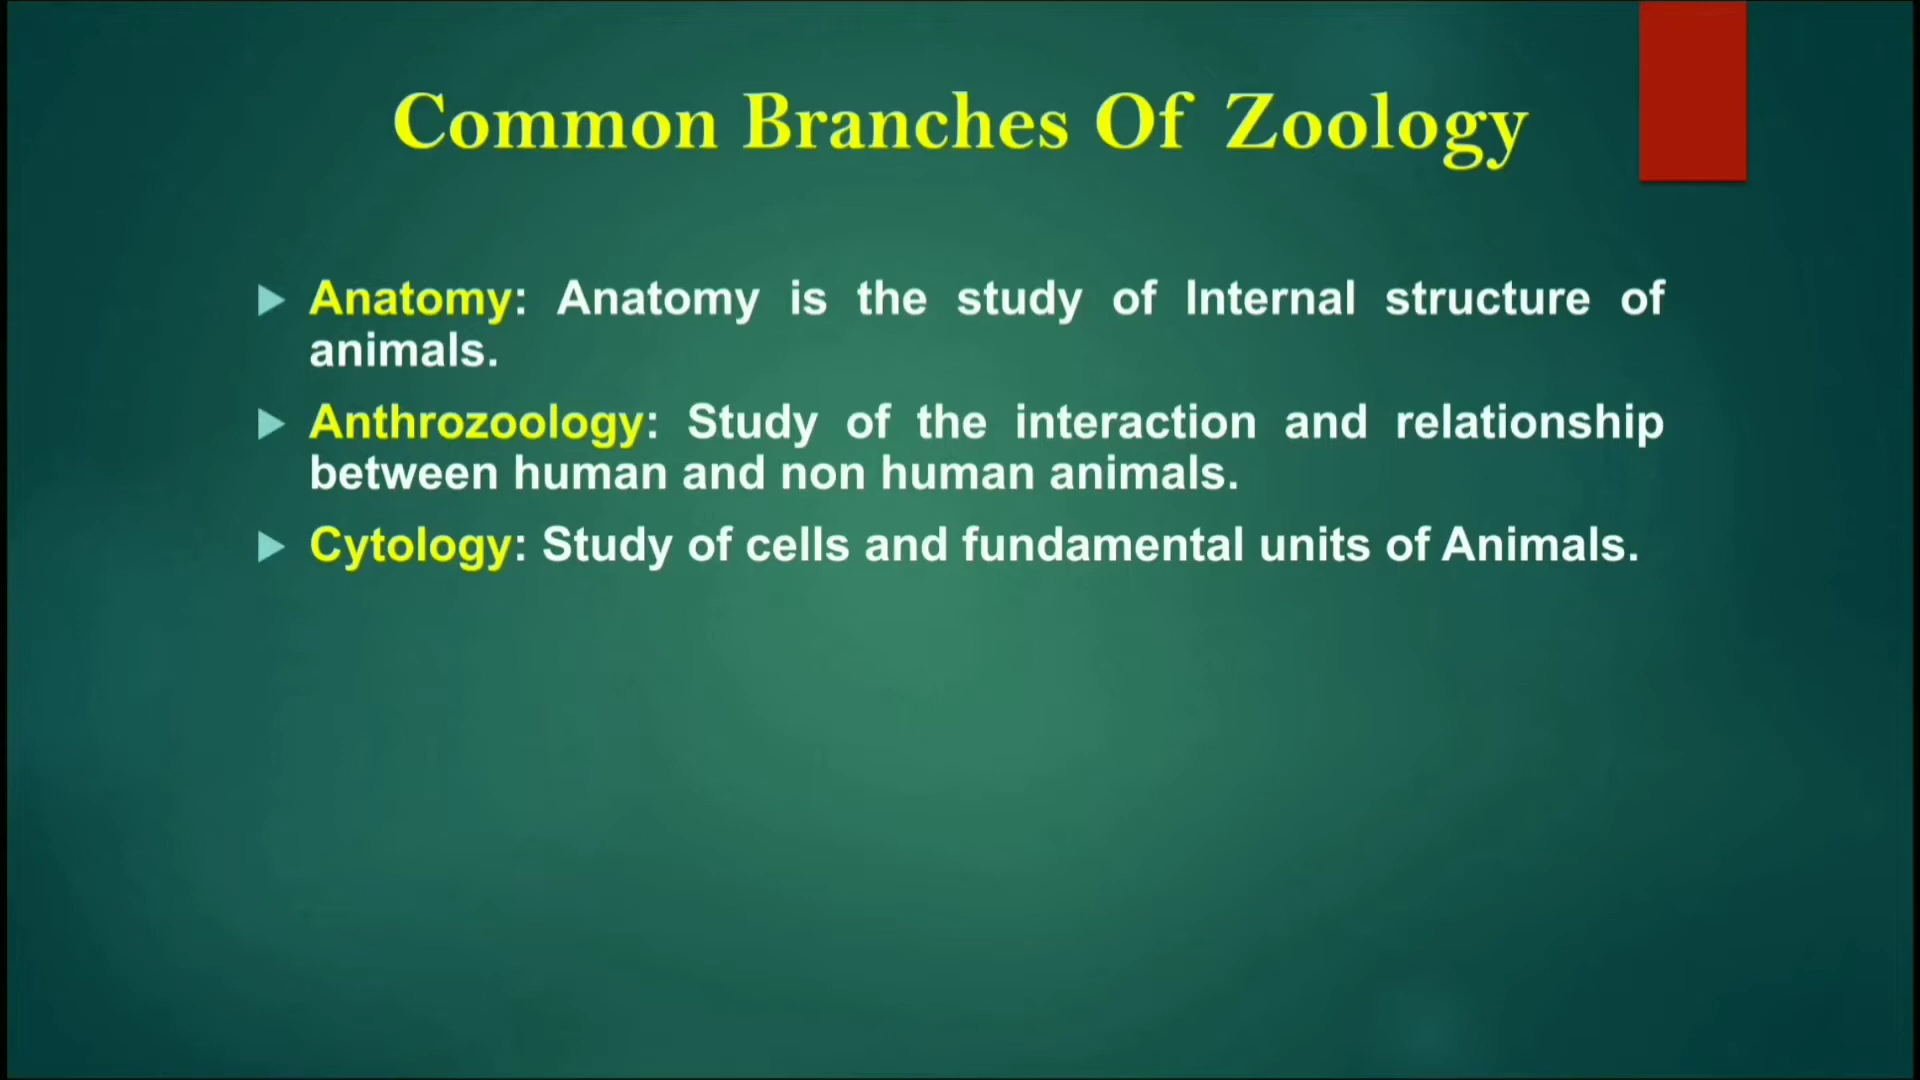 Common Branches Of Zoology
Anatomy: Anatomy is the study of Internal structure of
animals.
Anthrozoology: Study of the interaction and relationship
between human and non human animals.
Cytology: Study of cells and fundamental units of Animals.